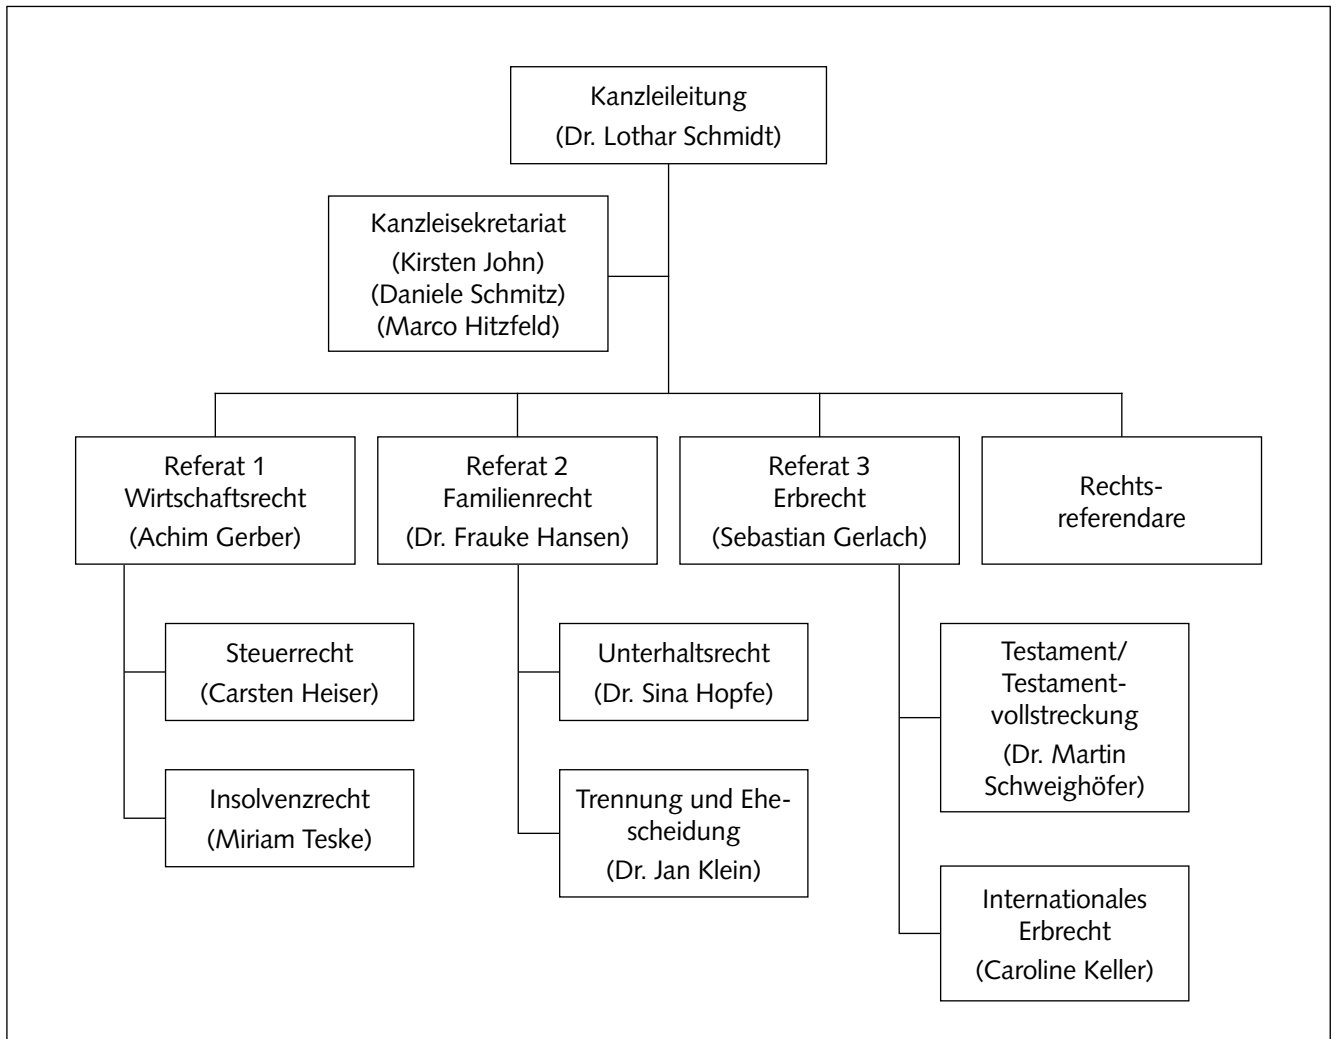 Kanzleileitung
(Dr. Lothar Schmidt)
Kanzleisekretariat
(Kirsten John)
(Daniele Schmitz)
(Marco Hitzfeld)
Referat 1
Wirtschaftsrecht
(Achim Gerber)
Referat 2
Familienrecht
(Dr. Frauke Hansen)
Referat 3
Erbrecht
(Sebastian Gerlach)
Rechts-
referendare
Steuerrecht
(Carsten Heiser)
Insolvenzrecht
(Miriam Teske)
Unterhaltsrecht
(Dr. Sina Hopfe)
Trennung und Ehe-
scheidung
(Dr. Jan Klein)
Testament/
Testament-
vollstreckung
(Dr. Martin
Schweighöfer)
Internationales
Erbrecht
(Caroline Keller)